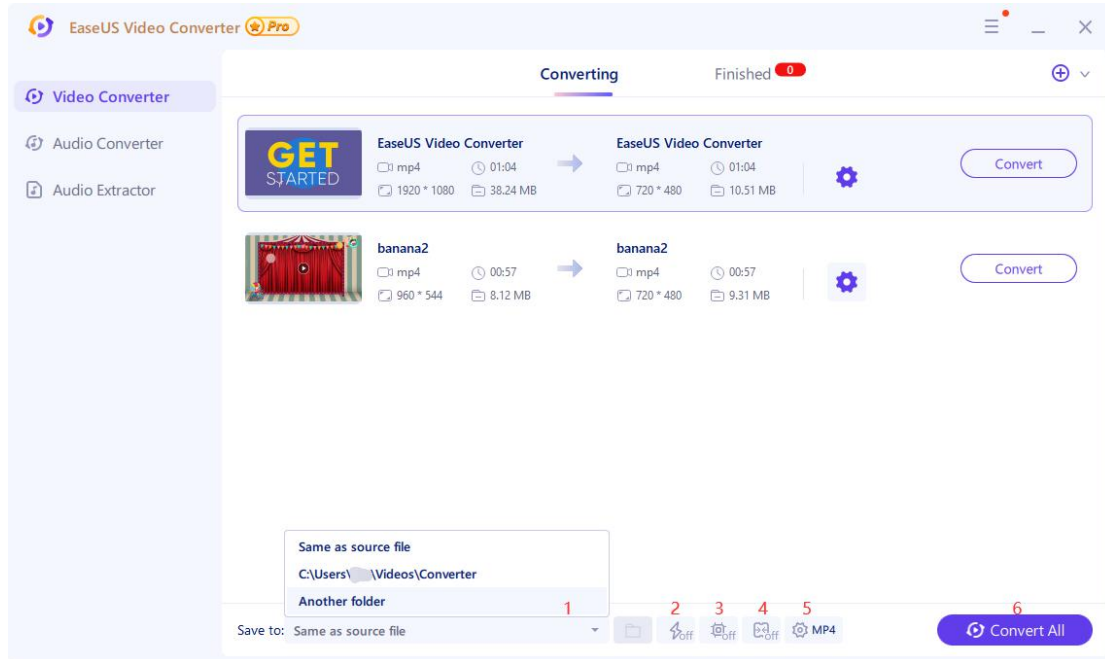 EaseUS Video Converter Pro
Converting
Finished 0
Video Converter
Audio Converter
Audio Extractor
GET
STARTED
EaseUS Video Converter
mp4 01:04
1920 * 1080 38.24 MB
EaseUS Video Converter
mp4 01:04
720 * 480 10.51 MB
Convert
banana2
mp4 00:57
960 * 544 8.12 MB
banana2
mp4 00:57
720 * 480 9.31 MB
Convert
Same as source file
C:\Users\ \Videos\Converter
Another folder
1 2 3 4 5 6
Save to: Same as source file off off off MP4 Convert All